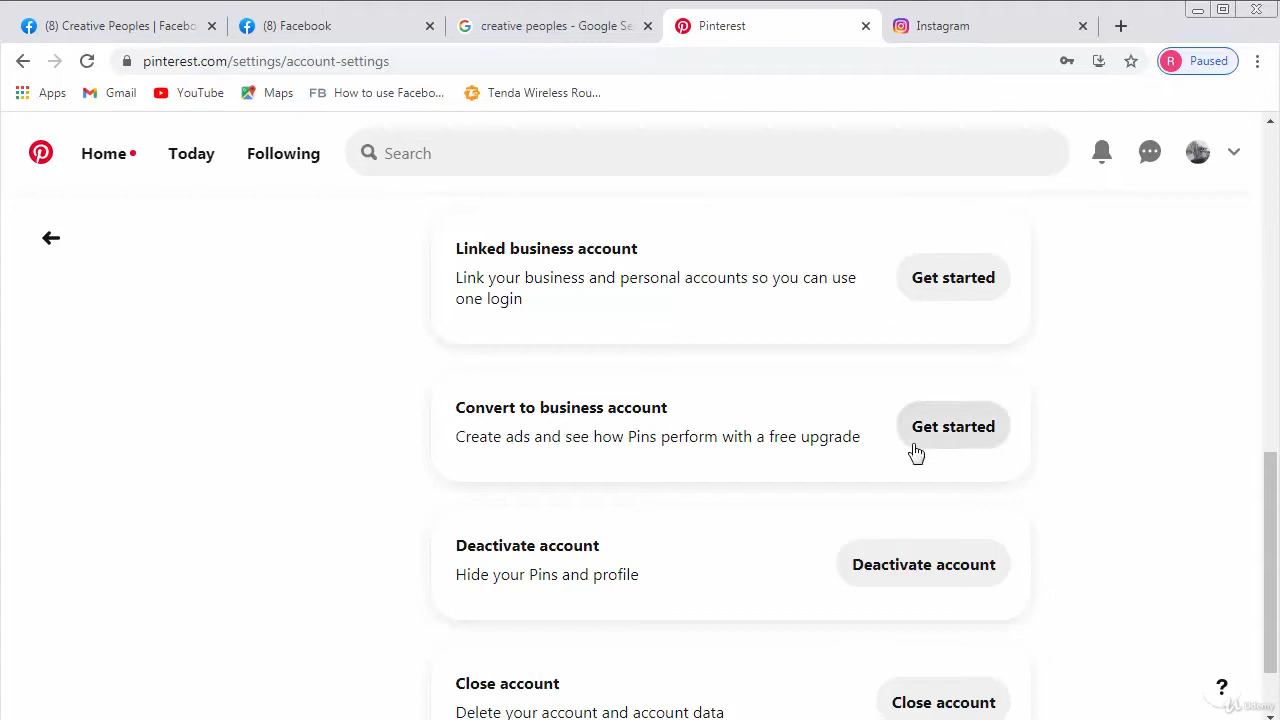 (8) Creative Peoples | Facebo
(8) Facebook
creative peoples - Google Se
Pinterest
Instagram
pinterest.com/settings/account-settings
R
Paused
Apps
Gmail
YouTube
Maps
FB
How to use Facebo...
Tenda Wireless Rou...
Home
Today
Following
Search
Linked business account
Link your business and personal accounts so you can use
one login
Get started
Convert to business account
Create ads and see how Pins perform with a free upgrade
Get started
Deactivate account
Hide your Pins and profile
Deactivate account
Close account
Delete your account and account data
Close account
?
Udemy